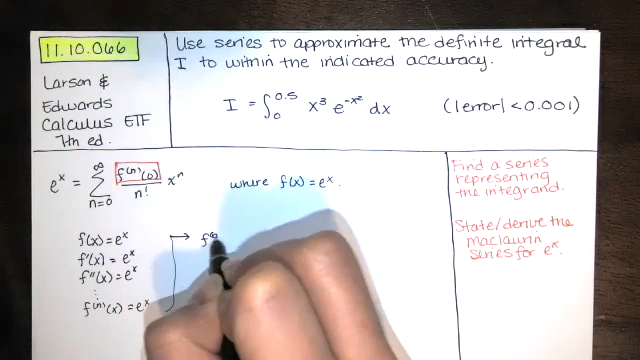 11.10.066
Larson &
Edwards
Calculus ETF
7th ed.
Use series to approximate the definite integral
I to within the indicated accuracy.
I = ∫₀^0.5 x³ e^(-x²) dx (|error| < 0.001)
e^x = ∑_{n=0}^{∞} f⁽ⁿ⁾(0)/n! xⁿ where f(x) = e^x.
f(x) = e^x
f'(x) = e^x
f''(x) = e^x
⋮
f⁽ⁿ⁾(x) = e^x
→ f
Find a series
representing
the integrand.
State/derive the
maclaurin
series for e^x.